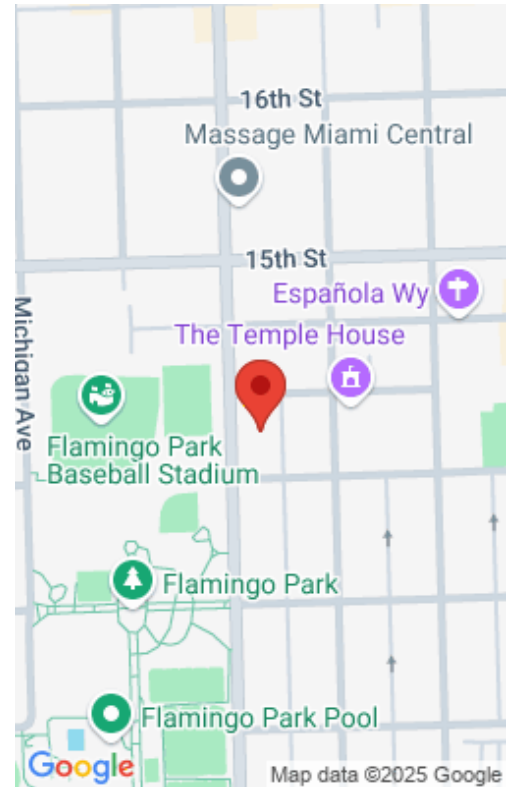 16th St
Massage Miami Central
15th St
Española Wy
The Temple House
Michigan Ave
Flamingo Park
Baseball Stadium
Flamingo Park
Flamingo Park Pool
Google
Map data ©2025 Google